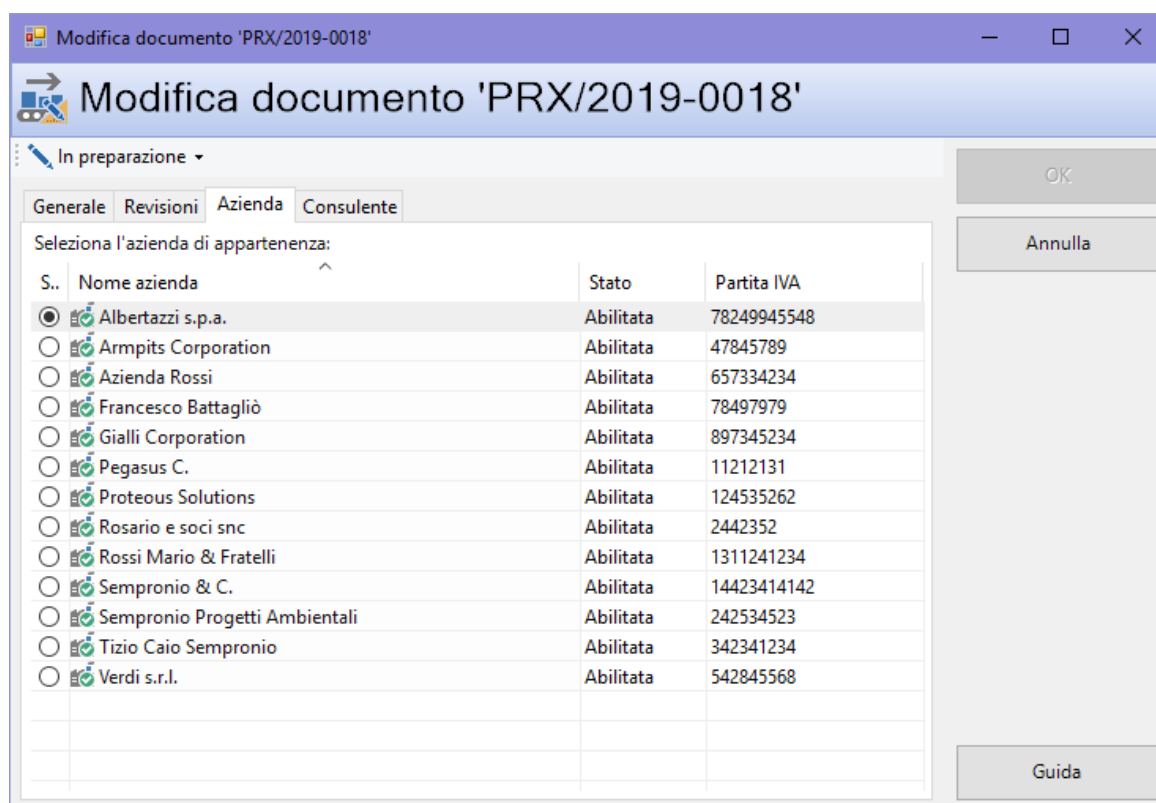 Modifica documento 'PRX/2019-0018'
Modifica documento 'PRX/2019-0018'
In preparazione
OK
Annulla
Generale Revisioni Azienda Consulente
Seleziona l'azienda di appartenenza:
S.. Nome azienda Stato Partita IVA
Albertazzi s.p.a. Abilitata 78249945548
Armpits Corporation Abilitata 47845789
Azienda Rossi Abilitata 657334234
Francesco Battagliò Abilitata 78497979
Gialli Corporation Abilitata 897345234
Pegasus C. Abilitata 11212131
Proteous Solutions Abilitata 124535262
Rosario e soci snc Abilitata 2442352
Rossi Mario & Fratelli Abilitata 1311241234
Sempronio & C. Abilitata 14423414142
Sempronio Progetti Ambientali Abilitata 242534523
Tizio Caio Sempronio Abilitata 342341234
Verdi s.r.l. Abilitata 542845568
Guida